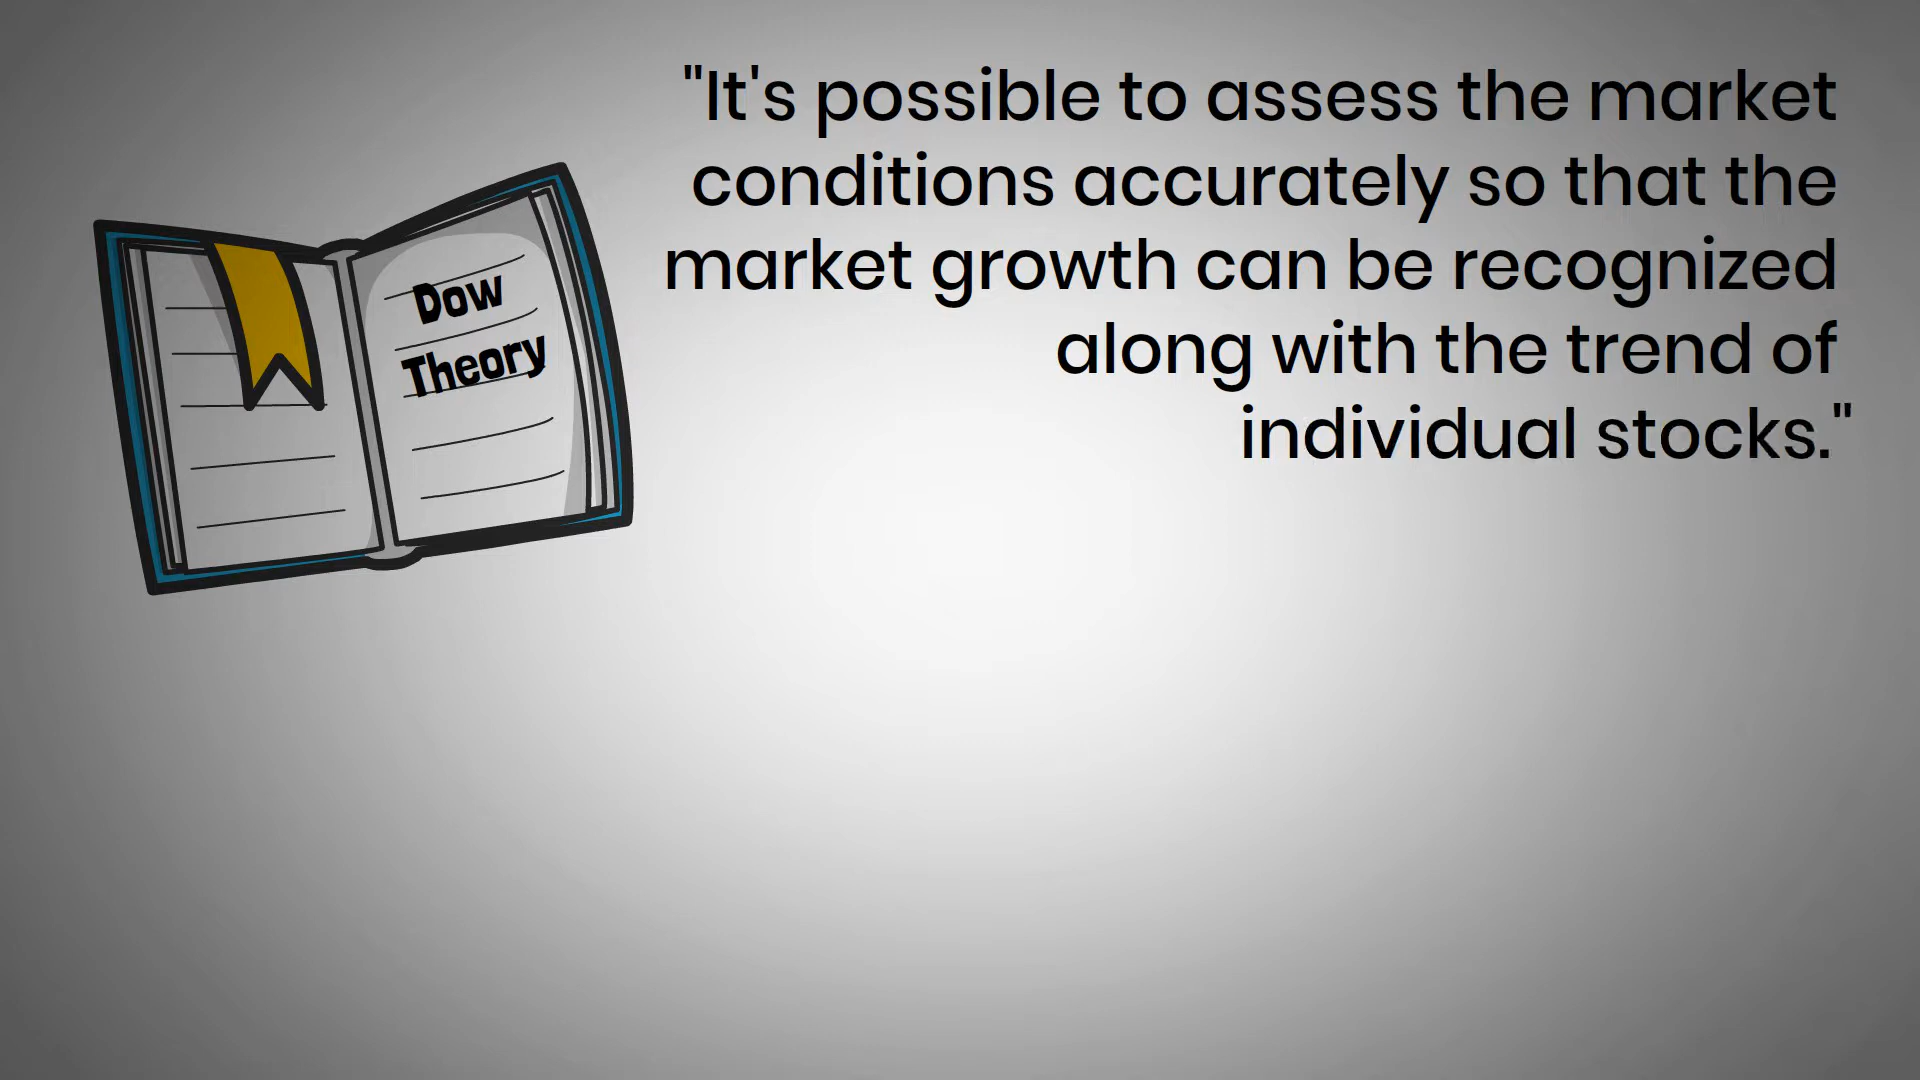 "It's possible to assess the market
conditions accurately so that the
market growth can be recognized
along with the trend of
individual stocks."
Dow
Theory